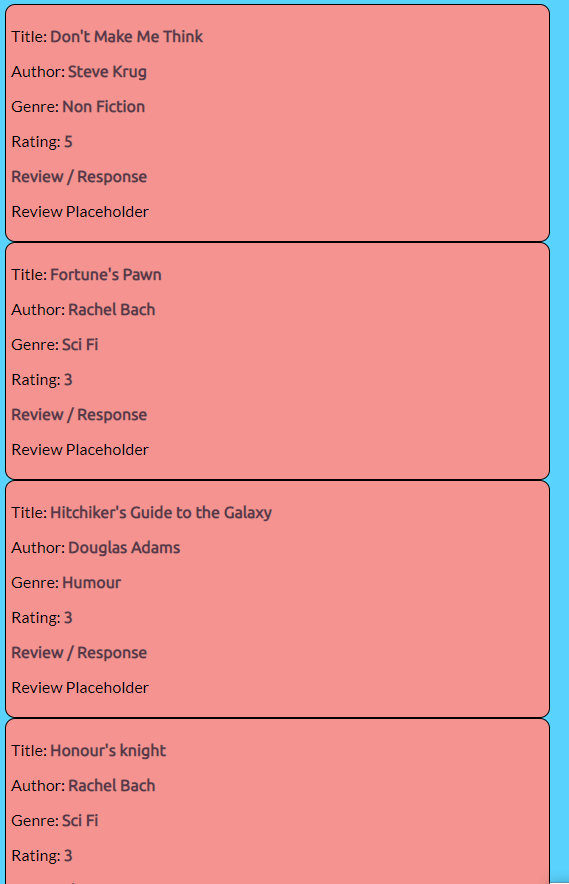 Title: Don't Make Me Think
Author: Steve Krug
Genre: Non Fiction
Rating: 5
Review / Response
Review Placeholder
Title: Fortune's Pawn
Author: Rachel Bach
Genre: Sci Fi
Rating: 3
Review / Response
Review Placeholder
Title: Hitchiker's Guide to the Galaxy
Author: Douglas Adams
Genre: Humour
Rating: 3
Review / Response
Review Placeholder
Title: Honour's knight
Author: Rachel Bach
Genre: Sci Fi
Rating: 3